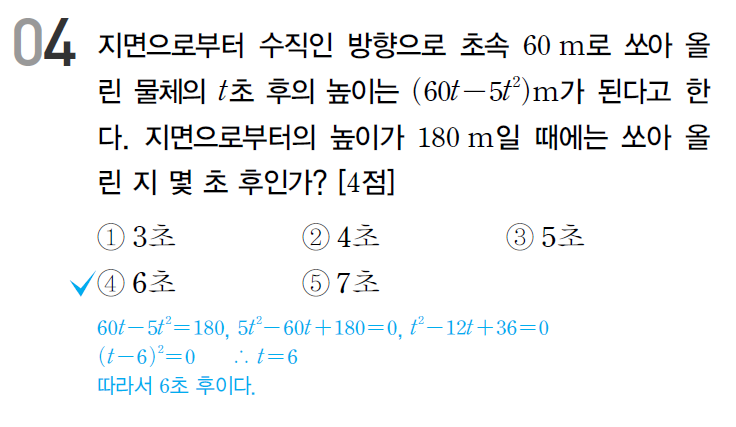 04 지면으로부터 수직인 방향으로 초속 60 m로 쏘아 올
린 물체의 t초 후의 높이는 (60t-5t²)m가 된다고 한
다. 지면으로부터의 높이가 180 m일 때에는 쏘아 올
린 지 몇 초 후인가? [4점]
① 3초 ② 4초 ③ 5초
④ 6초 ⑤ 7초
60t-5t²=180, 5t²-60t+180=0, t²-12t+36=0
(t-6)²=0 ∴ t=6
따라서 6초 후이다.